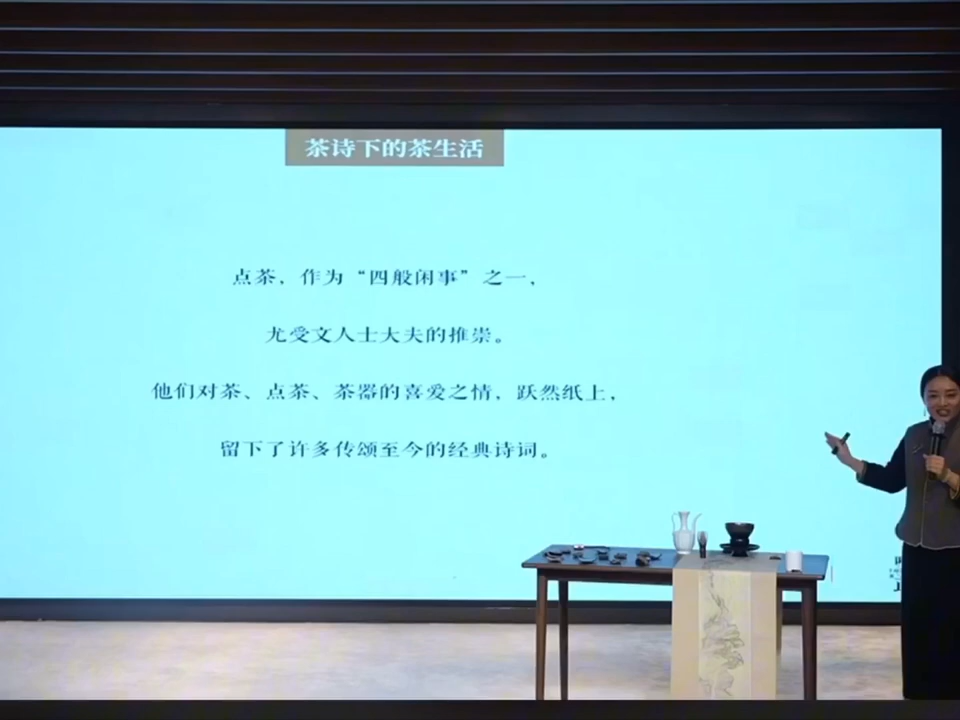 茶诗下的茶生活
点茶，作为“四般闲事”之一，
尤受文人士大夫的推崇。
他们对茶、点茶、茶器的喜爱之情，跃然纸上，
留下了许多传颂至今的经典诗词。